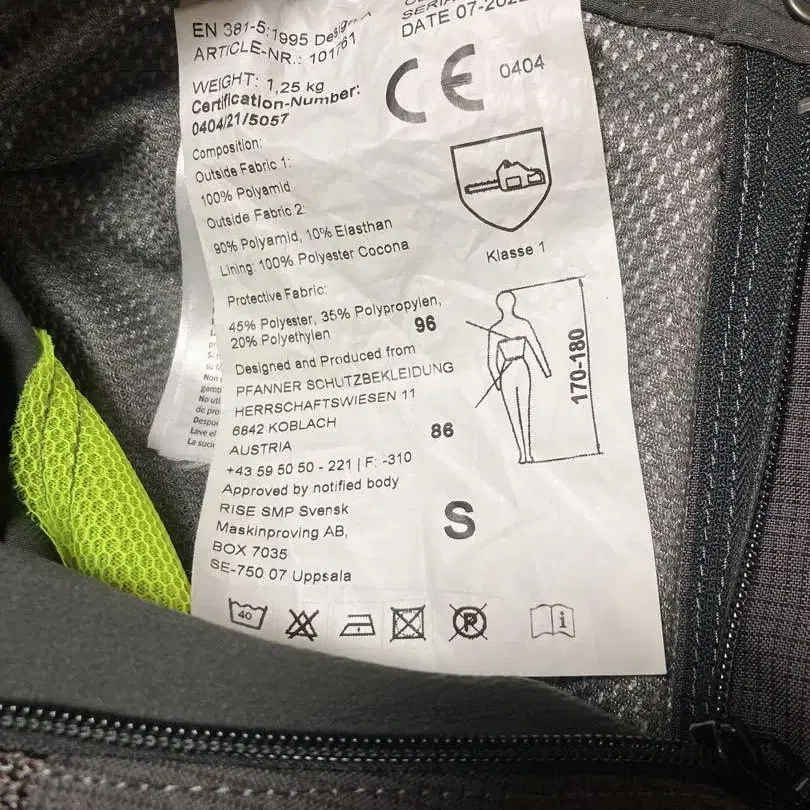 EN 381-5:1995 Design A
ARTICLE-NR.: 101761
DATE 07-202
WEIGHT: 1,25 kg
Certification-Number:
0404/21/5057
CE 0404
Composition:
Outside Fabric 1:
100% Polyamid
Outside Fabric 2:
90% Polyamid, 10% Elasthan
Lining: 100% Polyester Cocona
Klasse 1
Protective Fabric:
45% Polyester, 35% Polypropylen,
20% Polyethylen
96
170-180
Designed and Produced from
PFANNER SCHUTZBEKLEIDUNG
HERRSCHAFTSWIESEN 11
6842 KOBLACH
86
AUSTRIA
+43 59 50 50 - 221 | F: -310
Approved by notified body
RISE SMP Svensk
Maskinproving AB,
S
BOX 7035
SE-750 07 Uppsala
40
P
i